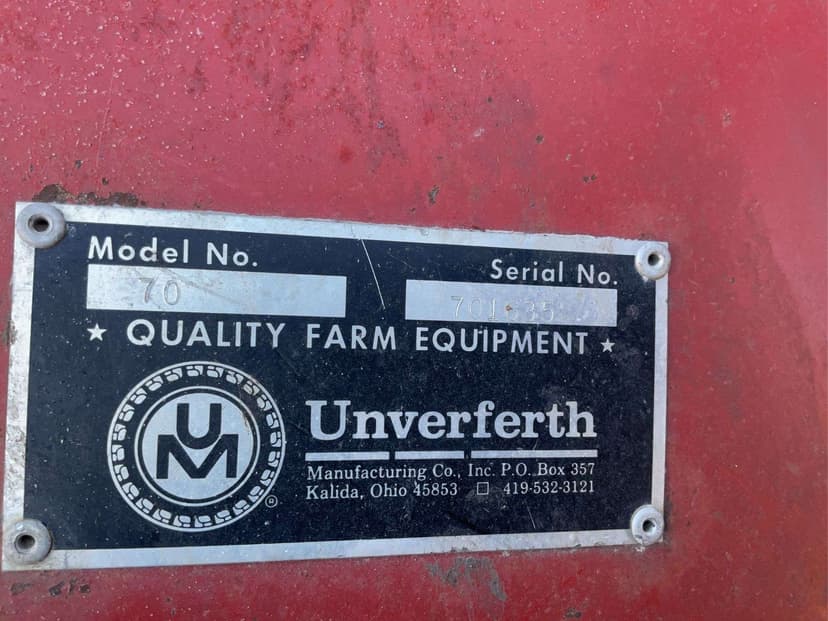 Model No.
Serial No.
70
★ QUALITY FARM EQUIPMENT ★
UM
®
Unverferth
Manufacturing Co., Inc. P.O. Box 357
Kalida, Ohio 45853 □ 419-532-3121